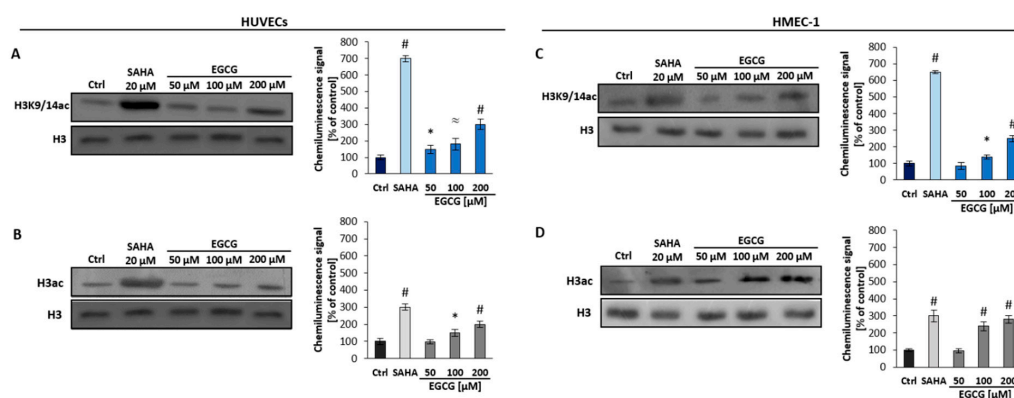 HUVECs
HMEC-1
A
Ctrl
SAHA
20 µM
EGCG
50 µM 100 µM 200 µM
H3K9/14ac
H3
Chemiluminescence signal
[% of control]
800
700
600
500
400
300
200
100
0
#
*
≈
#
Ctrl SAHA 50 100 200
EGCG [µM]
B
Ctrl
SAHA
20 µM
EGCG
50 µM 100 µM 200 µM
H3ac
H3
Chemiluminescence signal
[% of control]
800
700
600
500
400
300
200
100
0
#
*
#
Ctrl SAHA 50 100 200
EGCG [µM]
C
Ctrl
SAHA
20 µM
EGCG
50 µM 100 µM 200 µM
H3K9/14ac
H3
Chemiluminescence signal
[% of control]
800
700
600
500
400
300
200
100
0
#
*
#
Ctrl SAHA 50 100 200
EGCG [µM]
D
Ctrl
SAHA
20 µM
EGCG
50 µM 100 µM 200 µM
H3ac
H3
Chemiluminescence signal
[% of control]
800
700
600
500
400
300
200
100
0
#
#
#
Ctrl SAHA 50 100 200
EGCG [µM]